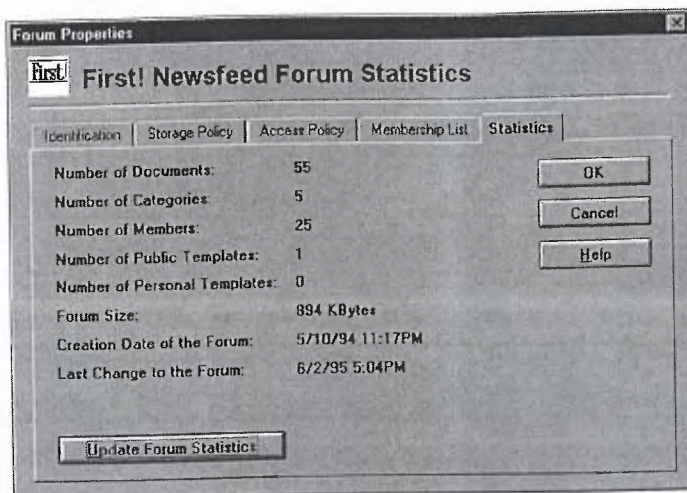 Forum Properties
First! First! Newsfeed Forum Statistics
Identification Storage Policy Access Policy Membership List Statistics
Number of Documents: 55
Number of Categories: 5
Number of Members: 25
Number of Public Templates: 1
Number of Personal Templates: 0
Forum Size: 894 KBytes
Creation Date of the Forum: 5/10/94 11:17PM
Last Change to the Forum: 6/2/95 5:04PM
OK
Cancel
Help
Update Forum Statistics